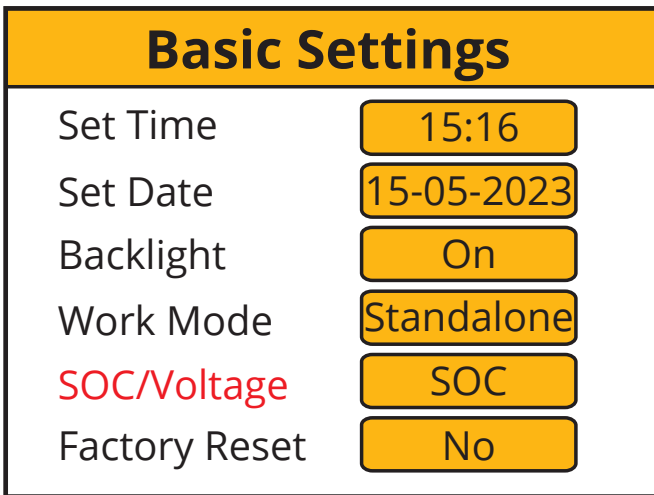 Basic Settings
Set Time 15:16
Set Date 15-05-2023
Backlight On
Work Mode Standalone
SOC/Voltage SOC
Factory Reset No